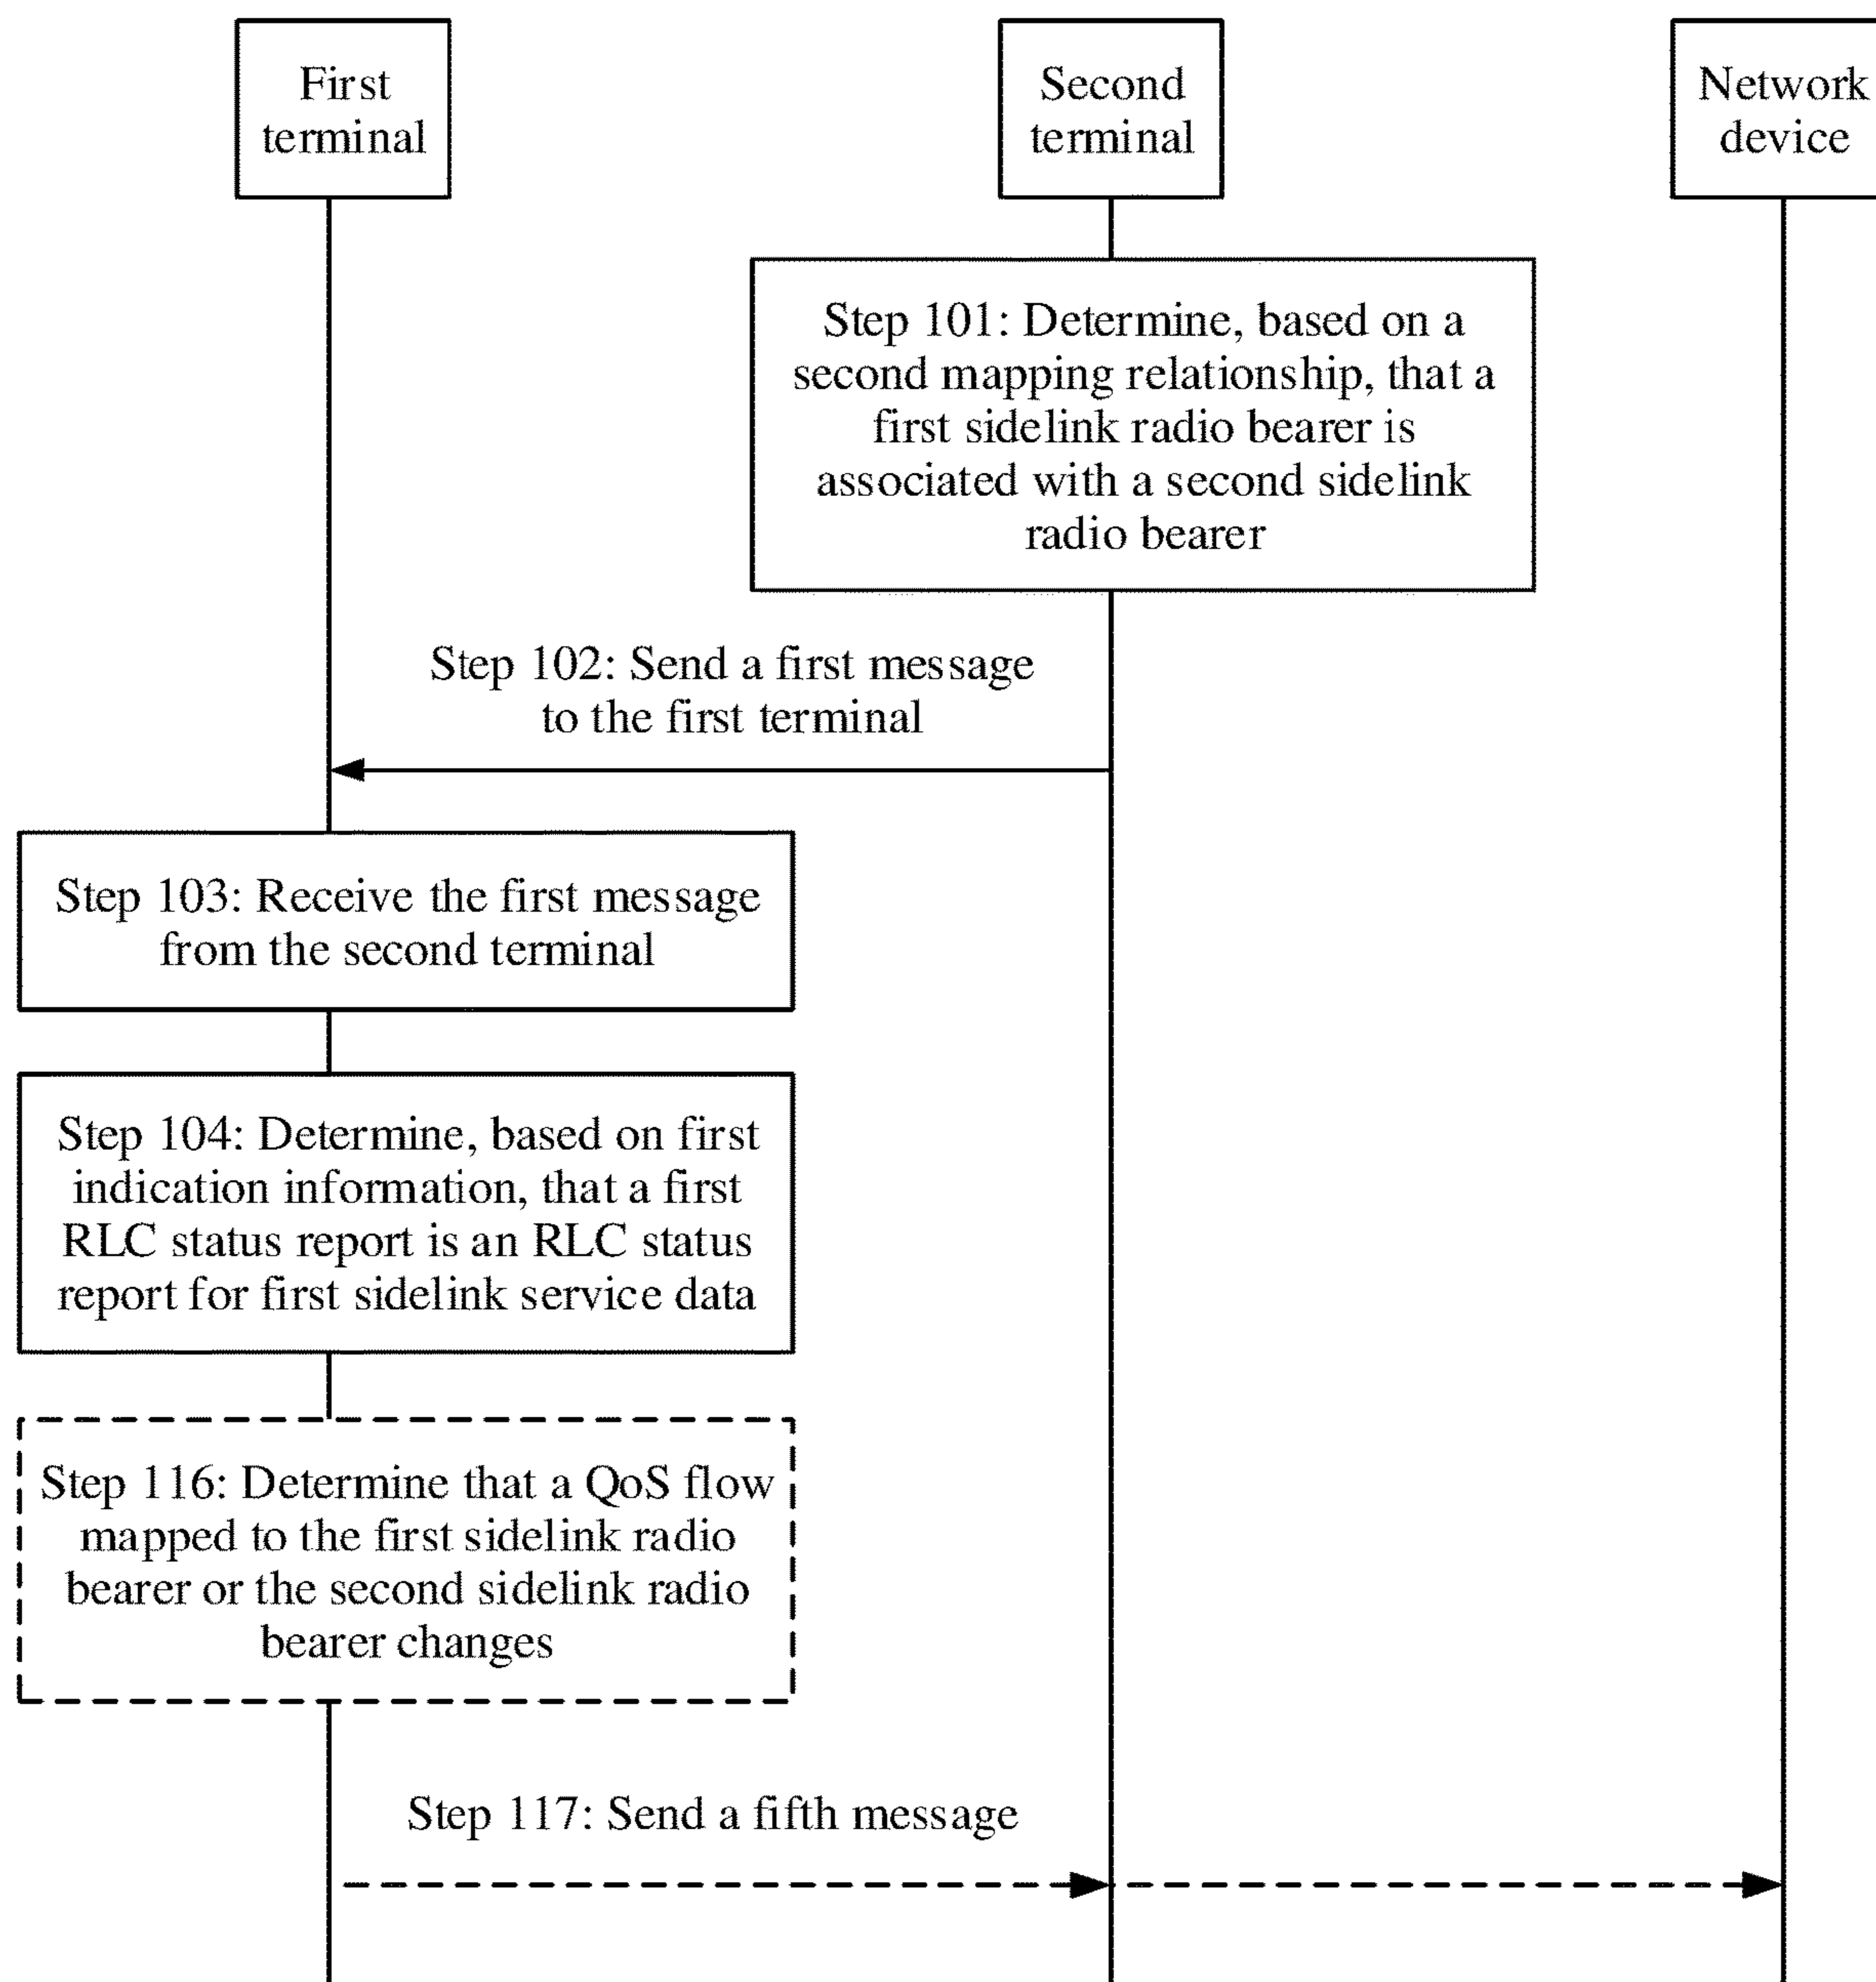 First
terminal
Second
terminal
Network
device
Step 101: Determine, based on a
second mapping relationship, that a
first sidelink radio bearer is
associated with a second sidelink
radio bearer
Step 102: Send a first message
to the first terminal
Step 103: Receive the first message
from the second terminal
Step 104: Determine, based on first
indication information, that a first
RLC status report is an RLC status
report for first sidelink service data
Step 116: Determine that a QoS flow
mapped to the first sidelink radio
bearer or the second sidelink radio
bearer changes
Step 117: Send a fifth message